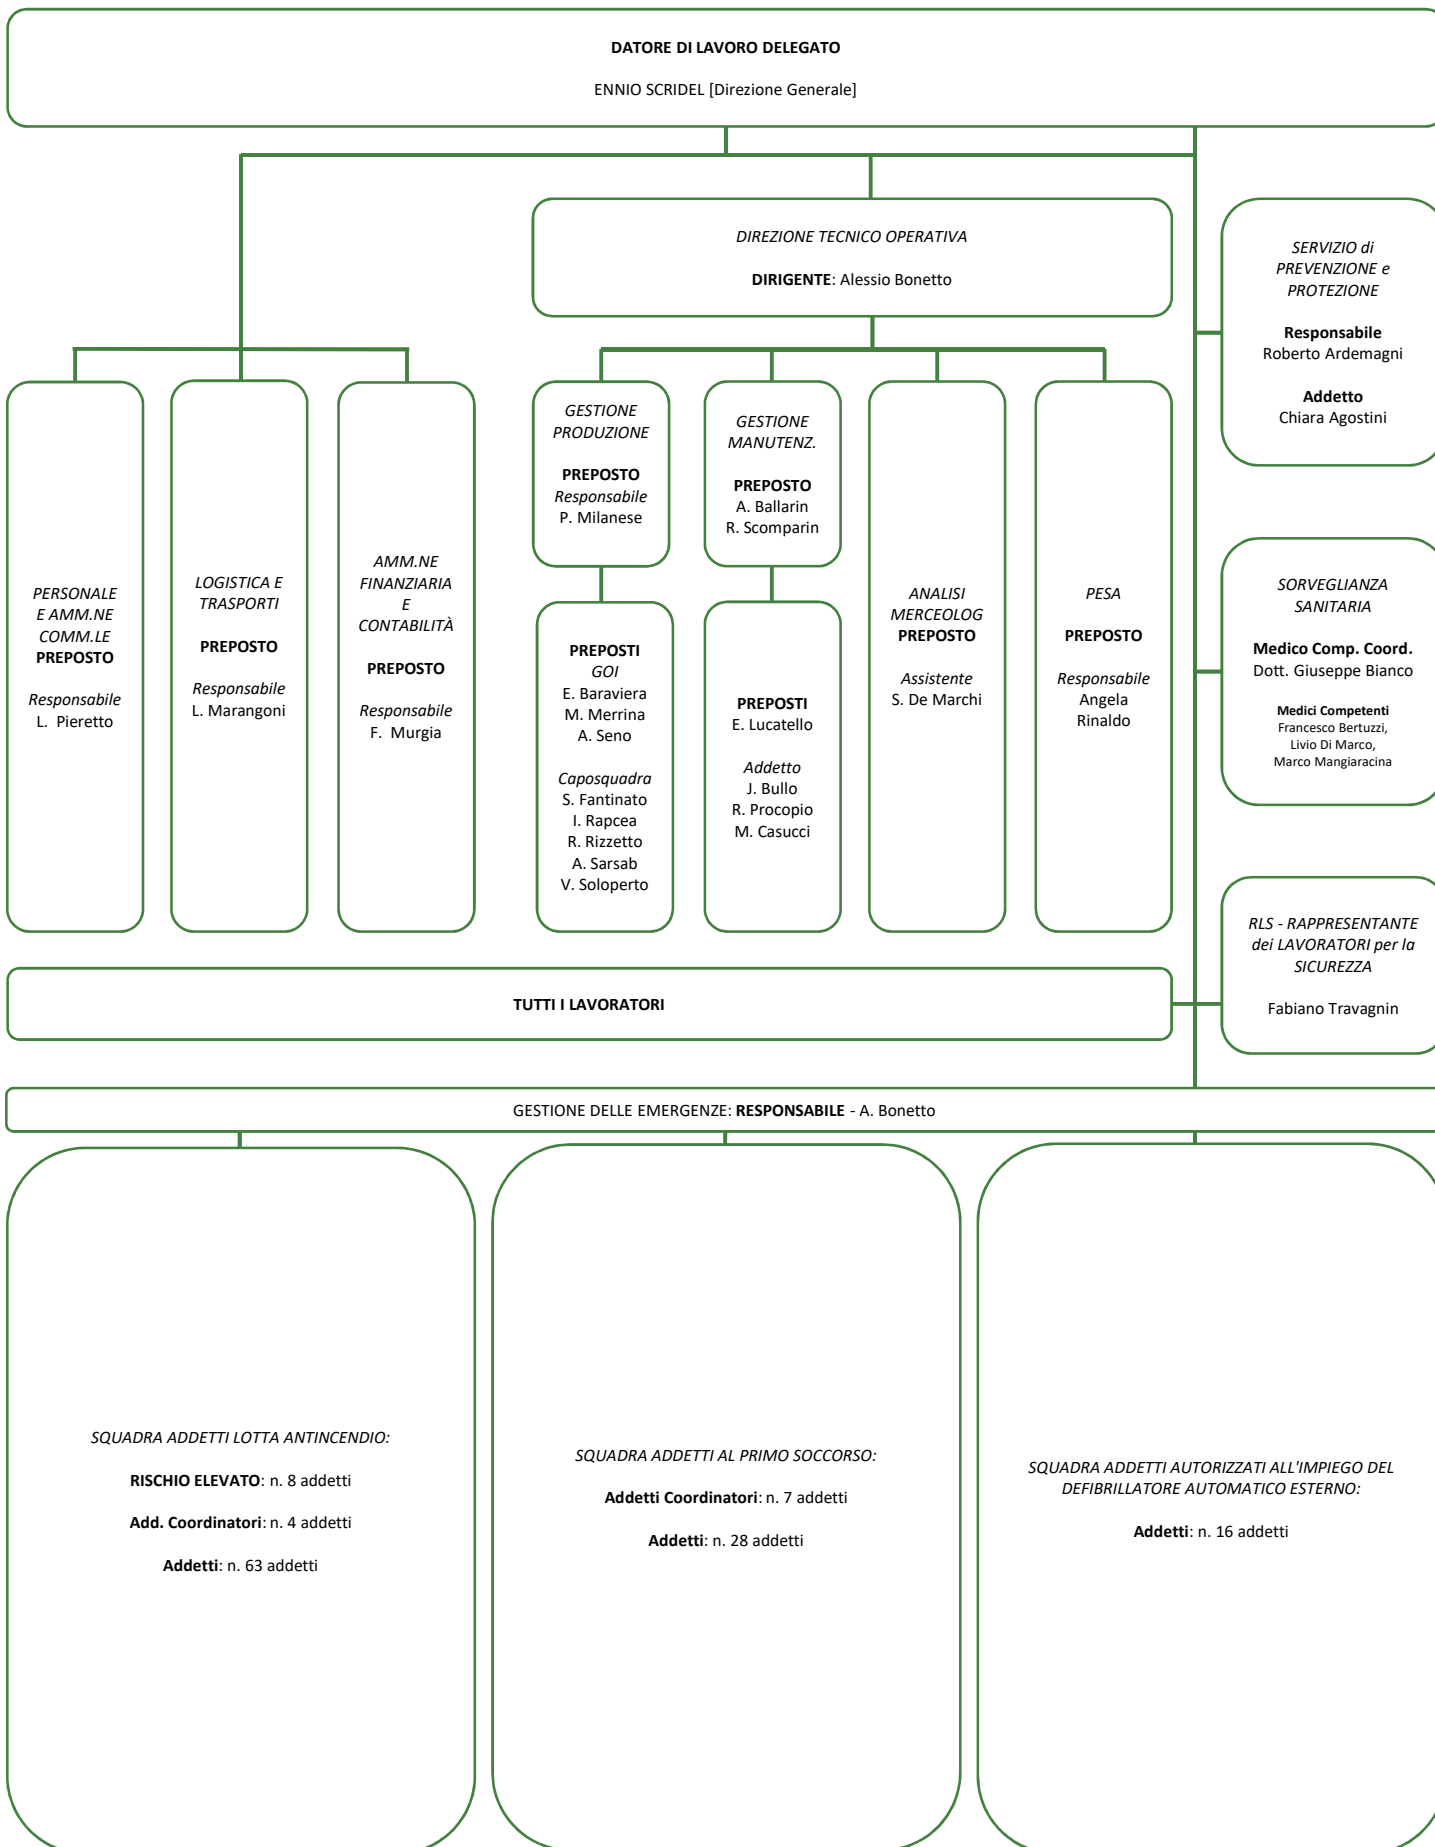 DATORE DI LAVORO DELEGATO
ENNIO SCRIDEL [Direzione Generale]
DIREZIONE TECNICO OPERATIVA
DIRIGENTE: Alessio Bonetto
SERVIZIO di
PREVENZIONE e
PROTEZIONE
Responsabile
Roberto Ardemagni
Addetto
Chiara Agostini
PERSONALE
E AMM.NE
COMM.LE
PREPOSTO
Responsabile
L. Pieretto
LOGISTICA E
TRASPORTI
PREPOSTO
Responsabile
L. Marangoni
AMM.NE
FINANZIARIA
E
CONTABILITÀ
PREPOSTO
Responsabile
F. Murgia
GESTIONE
PRODUZIONE
PREPOSTO
Responsabile
P. Milanese
PREPOSTI
GOI
E. Baraviera
M. Merrina
A. Seno
Caposquadra
S. Fantinato
I. Rapcea
R. Rizzetto
A. Sarsab
V. Soloperto
GESTIONE
MANUTENZ.
PREPOSTO
A. Ballarin
R. Scomparin
PREPOSTI
E. Lucatello
Addetto
J. Bullo
R. Procopio
M. Casucci
ANALISI
MERCEOLOG
PREPOSTO
Assistente
S. De Marchi
PESA
PREPOSTO
Responsabile
Angela
Rinaldo
SORVEGLIANZA
SANITARIA
Medico Comp. Coord.
Dott. Giuseppe Bianco
Medici Competenti
Francesco Bertuzzi,
Livio Di Marco,
Marco Mangiaracina
RLS - RAPPRESENTANTE
dei LAVORATORI per la
SICUREZZA
Fabiano Travagnin
TUTTI I LAVORATORI
GESTIONE DELLE EMERGENZE: RESPONSABILE - A. Bonetto
SQUADRA ADDETTI LOTTA ANTINCENDIO:
RISCHIO ELEVATO: n. 8 addetti
Add. Coordinatori: n. 4 addetti
Addetti: n. 63 addetti
SQUADRA ADDETTI AL PRIMO SOCCORSO:
Addetti Coordinatori: n. 7 addetti
Addetti: n. 28 addetti
SQUADRA ADDETTI AUTORIZZATI ALL'IMPIEGO DEL
DEFIBRILLATORE AUTOMATICO ESTERNO:
Addetti: n. 16 addetti